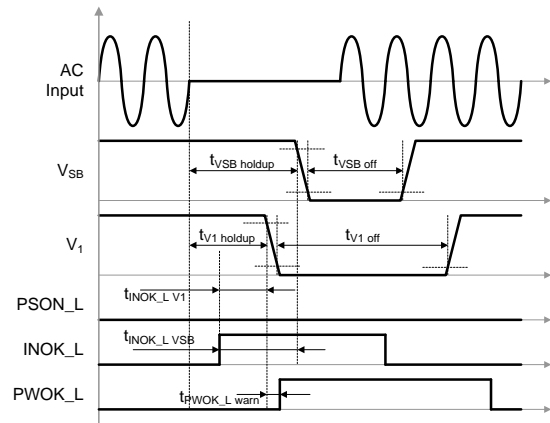 AC
Input
VSB
tVSB holdup
tVSB off
V1
tV1 holdup
tV1 off
tINOK_L V1
PSON_L
tINOK_L VSB
INOK_L
PWOK_L
tPWOK_L warn